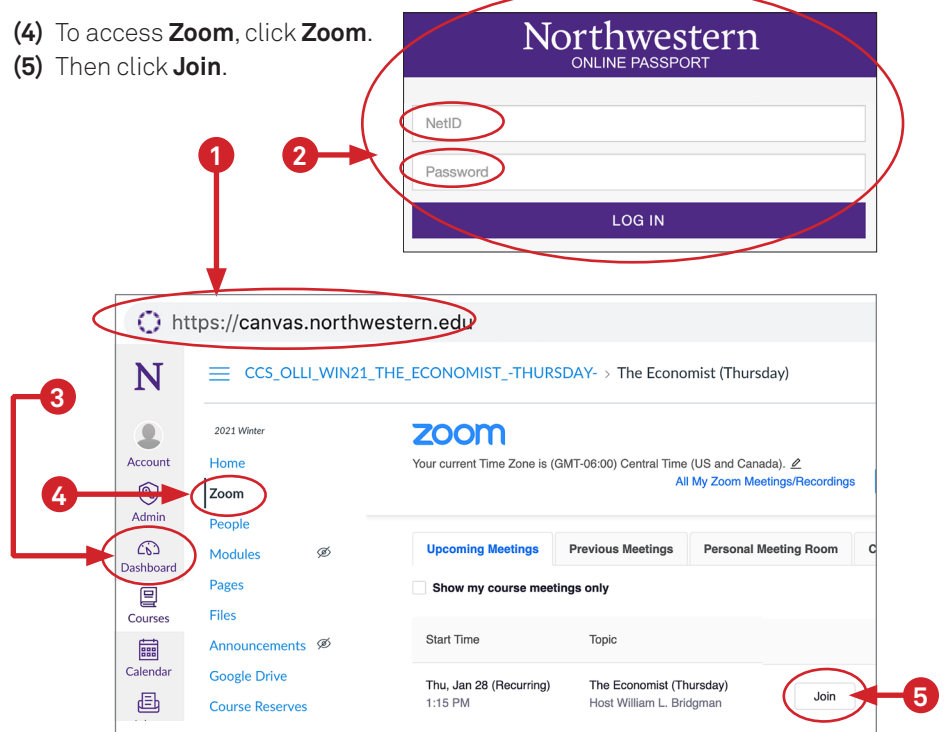 (4) To access Zoom, click Zoom.
(5) Then click Join.
Northwestern
ONLINE PASSPORT
NetID
Password
LOG IN
1
2
https://canvas.northwestern.edu
N
CCS_OLLI_WIN21_THE_ECONOMIST_-THURSDAY- > The Economist (Thursday)
3
2021 Winter
zoom
Account
Home
Your current Time Zone is (GMT-06:00) Central Time (US and Canada).
All My Zoom Meetings/Recordings
4
Zoom
Admin
People
Dashboard
Modules
Upcoming Meetings Previous Meetings Personal Meeting Room C
Pages
Show my course meetings only
Courses
Files
Announcements
Start Time Topic
Calendar
Google Drive
Thu, Jan 28 (Recurring) The Economist (Thursday)
1:15 PM Host William L. Bridgman
Join
5
Course Reserves